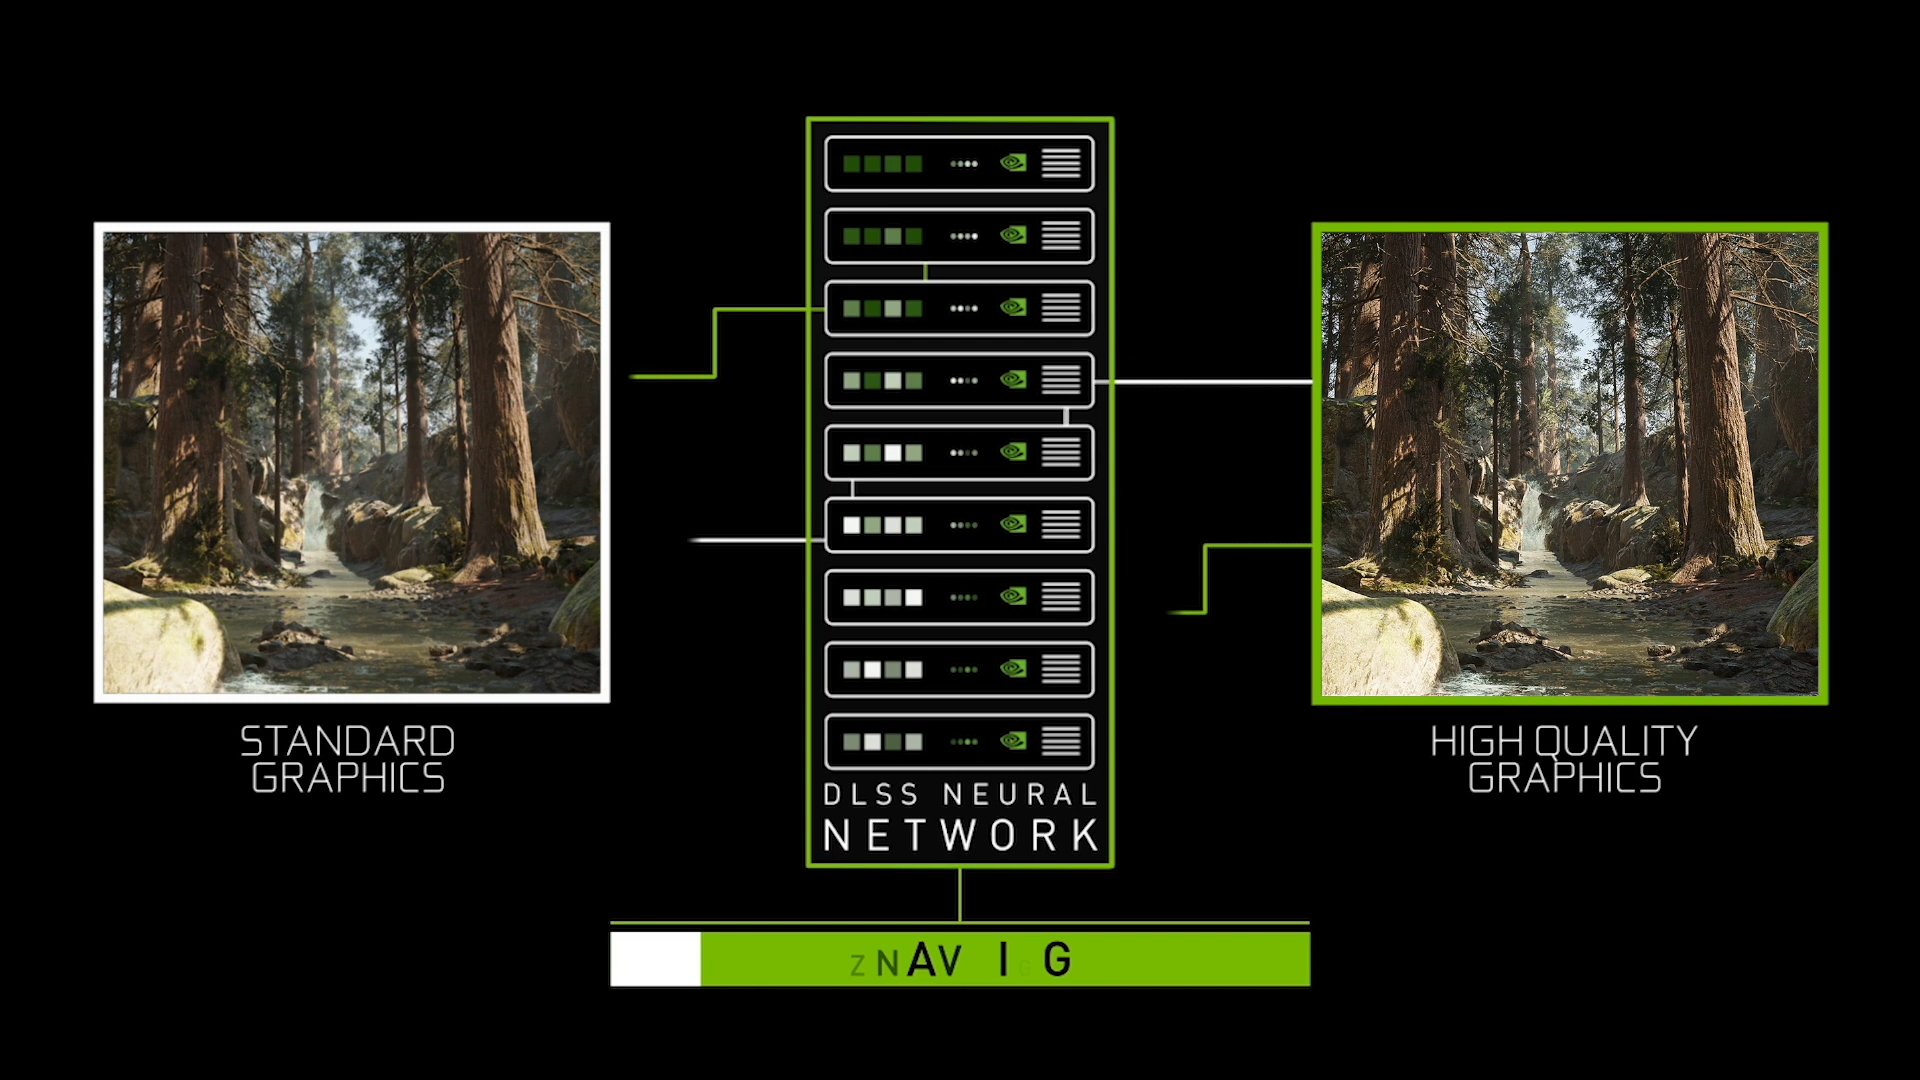 STANDARD
GRAPHICS
DLSS NEURAL
NETWORK
HIGH QUALITY
GRAPHICS